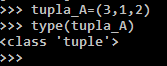 >>> tupla_A=(3,1,2)
>>> type(tupla_A)
<class 'tuple'>
>>>